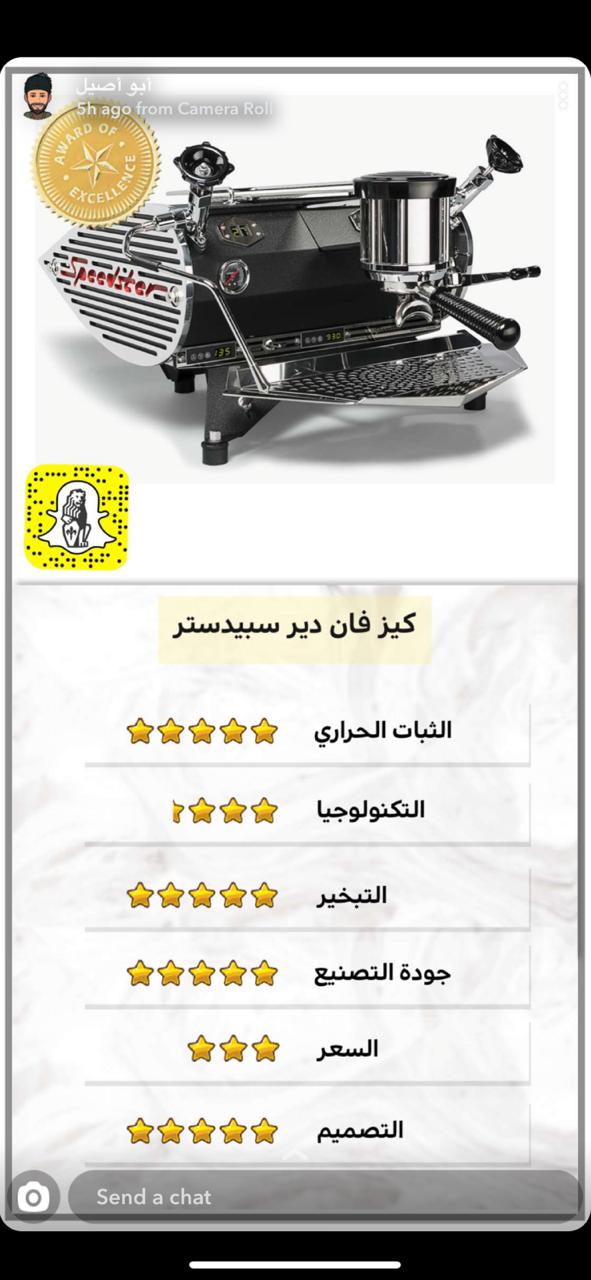 أبو أصيل
5h ago from Camera Roll
AWARD OF
EXCELLENCE
Speedster
135
930
كيز فان دير سبيدستر
الثبات الحراري
التكنولوجيا
التبخير
جودة التصنيع
السعر
التصميم
Send a chat